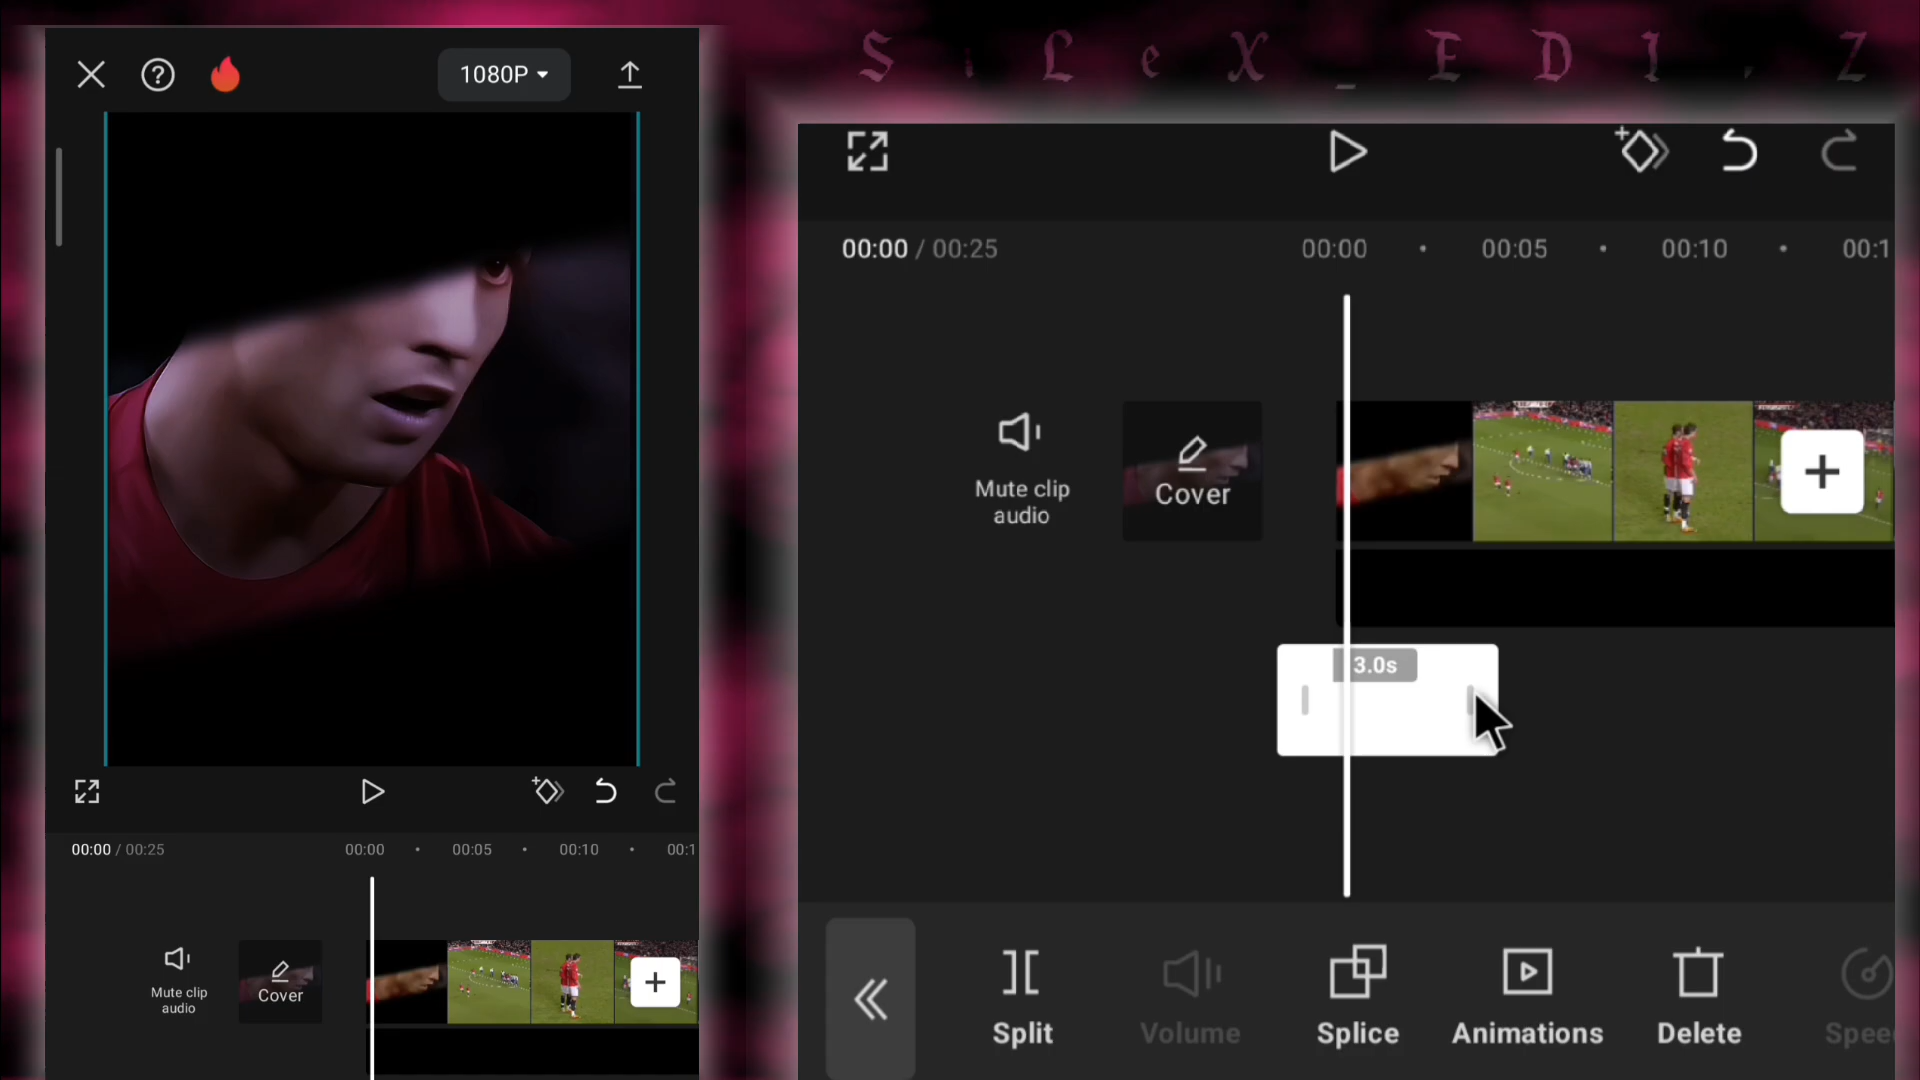 SiLeX_EDI,Z
1080P
00:00 / 00:25
00:00 00:05 00:10 00:1
Mute clip
audio
Cover
00:00 / 00:25
00:00 00:05 00:10 00:1
Mute clip
audio
Cover
3.0s
Split Volume Splice Animations Delete Spee